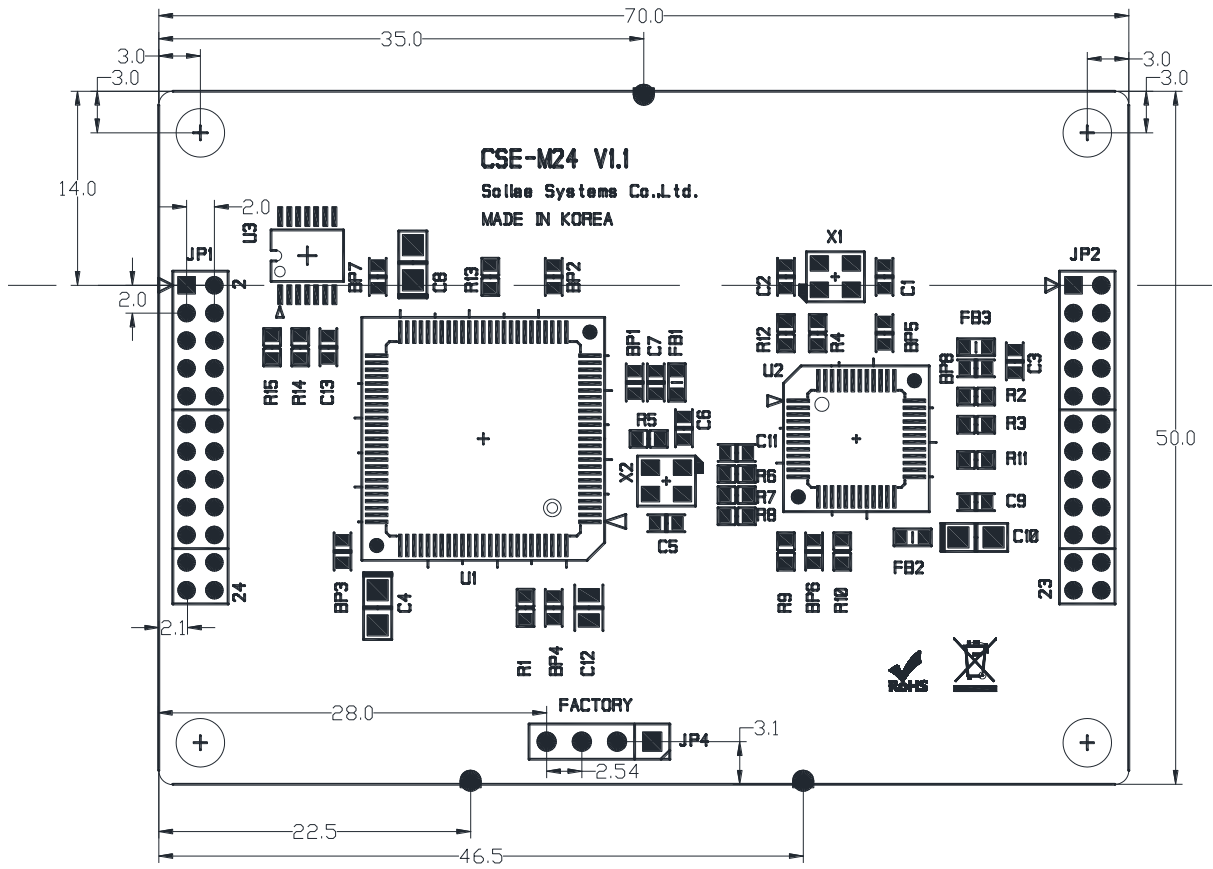 70.0
35.0
3.0
3.0
3.0
3.0
CSE-M24 V1.1
Sollae Systems Co.,Ltd.
MADE IN KOREA
14.0
2.0
U3
JP1
2
BP7
C8
R13
BP2
X1
C2
C1
JP2
2.0
R15
R14
C13
BP1
C7
FB1
R12
R4
BP5
FB3
BP8
C3
U2
R2
R5
C6
R3
50.0
C11
X2
R6
R11
R7
R8
C9
C5
C10
FB2
U1
BP3
C4
24
R9
BP6
R10
23
2.1
R1
BP4
C12
RoHS
FACTORY
28.0
JP4
3.1
2.54
22.5
46.5